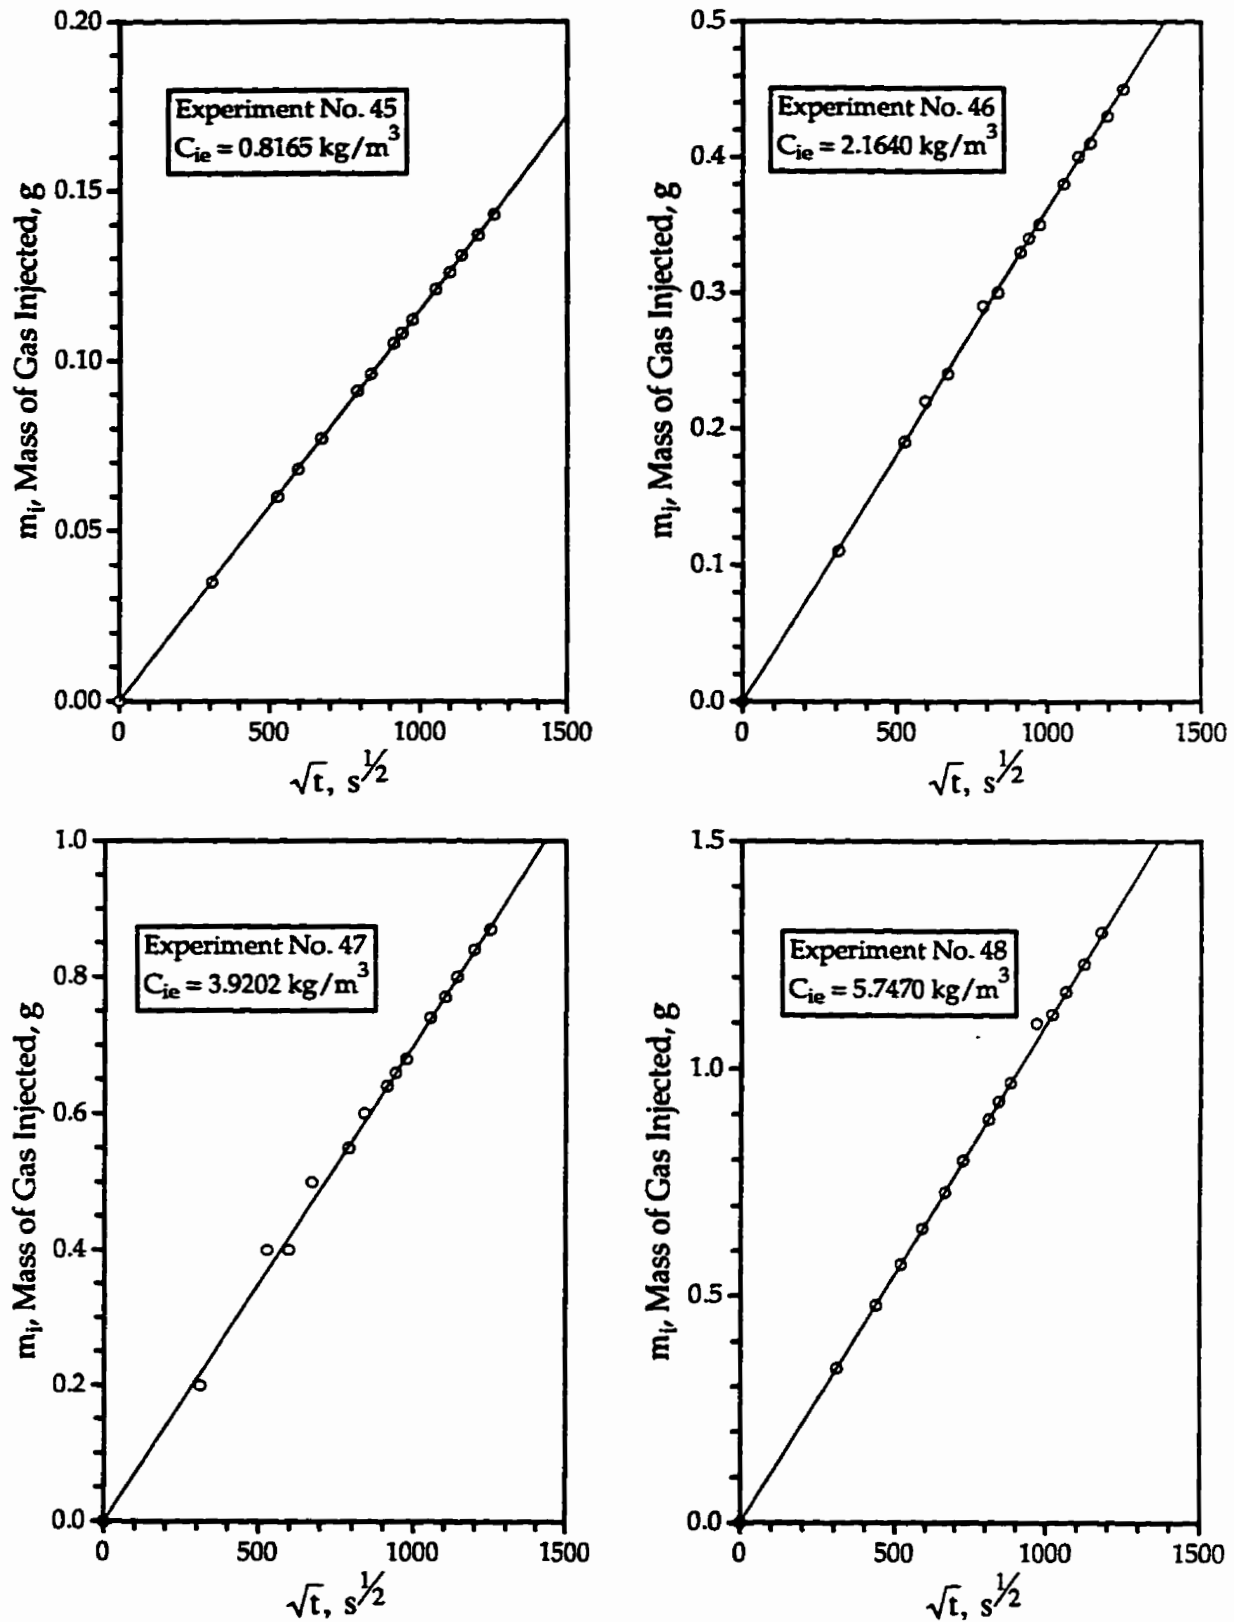 0.20
0.15
0.10
0.05
0.00
m_i, Mass of Gas Injected, g
Experiment No. 45
C_ie = 0.8165 kg/m^3
0
500
1000
1500
√t, s^1/2
0.5
0.4
0.3
0.2
0.1
0.0
m_i, Mass of Gas Injected, g
Experiment No. 46
C_ie = 2.1640 kg/m^3
0
500
1000
1500
√t, s^1/2
1.0
0.8
0.6
0.4
0.2
0.0
m_i, Mass of Gas Injected, g
Experiment No. 47
C_ie = 3.9202 kg/m^3
0
500
1000
1500
√t, s^1/2
1.5
1.0
0.5
0.0
m_i, Mass of Gas Injected, g
Experiment No. 48
C_ie = 5.7470 kg/m^3
0
500
1000
1500
√t, s^1/2